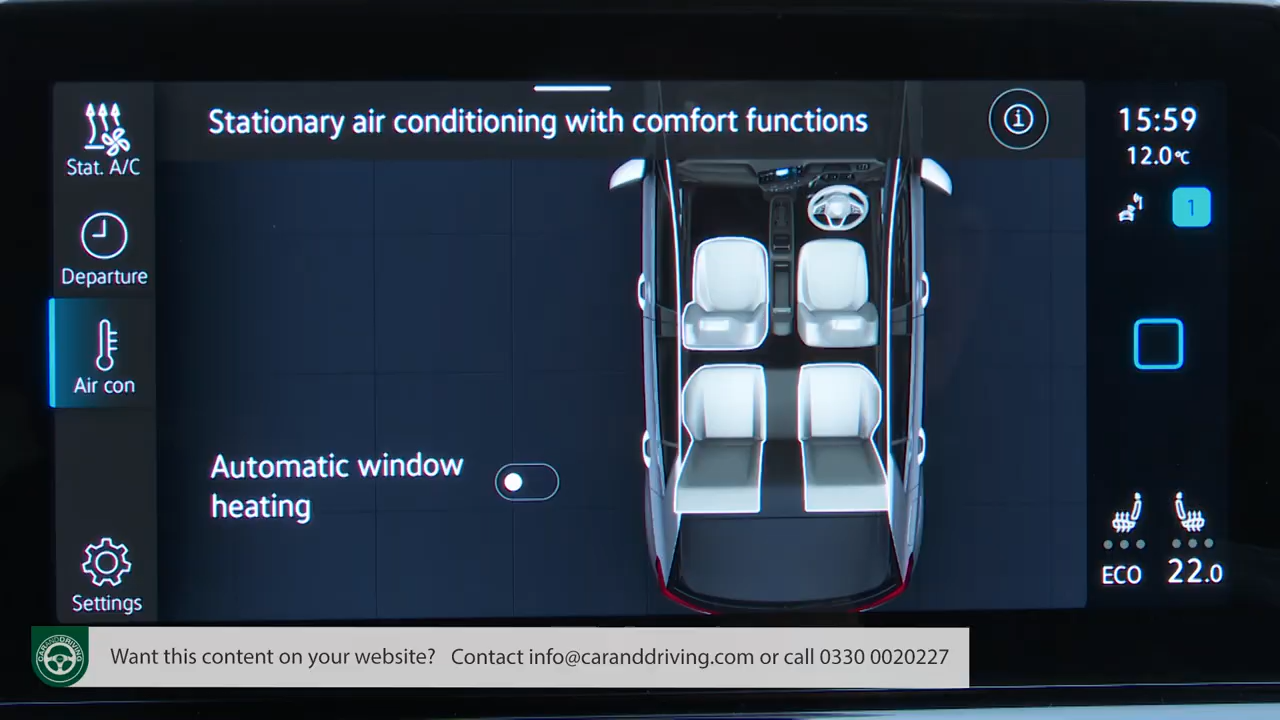 Stationary air conditioning with comfort functions
Stat. A/C
Departure
Air con
Settings
Automatic window
heating
15:59
12.0°C
1
ECO
22.0
CARANDDRIVING
Want this content on your website? Contact info@caranddriving.com or call 0330 0020227